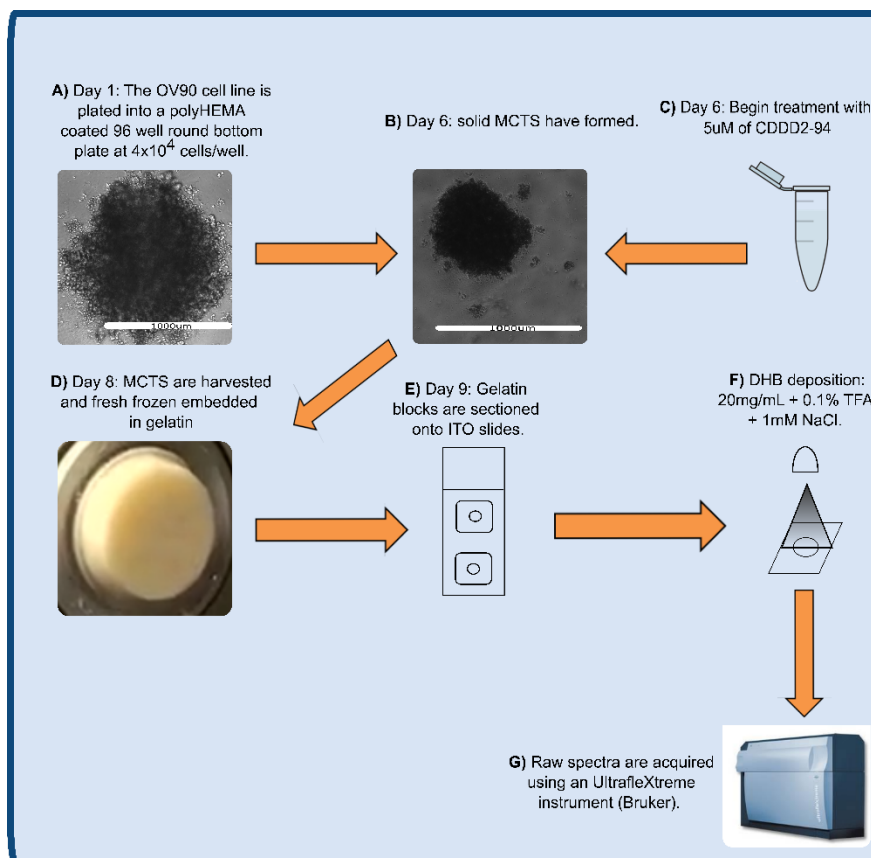 A) Day 1: The OV90 cell line is
plated into a polyHEMA
coated 96 well round bottom
plate at 4x10^4 cells/well.
B) Day 6: solid MCTS have formed.
C) Day 6: Begin treatment with
5uM of CDDD2-94
1000um
1000um
D) Day 8: MCTS are harvested
and fresh frozen embedded
in gelatin
E) Day 9: Gelatin
blocks are sectioned
onto ITO slides.
F) DHB deposition:
20mg/mL + 0.1% TFA
+ 1mM NaCl.
G) Raw spectra are acquired
using an UltrafleXtreme
instrument (Bruker).